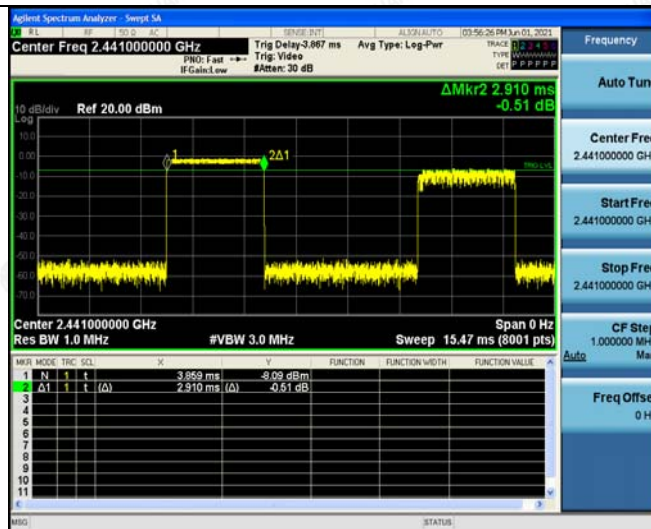 Agilent Spectrum Analyzer - Swept SA
RL RF 50 Ω AC SENSE:INT ALIGNAUTO 03:56:26 PM Jun 01, 2021
Center Freq 2.441000000 GHz
PNO: Fast
IFGain:Low
Trig Delay-3.867 ms
Trig: Video
#Atten: 30 dB
Avg Type: Log-Pwr
TRACE 1 2 3 4 5 6
TYPE
DET P P P P P P
ΔMkr2 2.910 ms
-0.51 dB
10 dB/div Ref 20.00 dBm
Log
10.0
0.00
-10.0
-20.0
-30.0
-40.0
-50.0
-60.0
-70.0
1
2Δ1
TRIG LVL
Center 2.441000000 GHz Span 0 Hz
Res BW 1.0 MHz #VBW 3.0 MHz Sweep 15.47 ms (8001 pts)
MKR MODE TRC SCL X Y FUNCTION FUNCTION WIDTH FUNCTION VALUE
1 N 1 t 3.859 ms -8.09 dBm
2 Δ1 1 t (Δ) 2.910 ms (Δ) -0.51 dB
3
4
5
6
7
8
9
10
11
MSG STATUS
Frequency
Auto Tun
Center Fre
2.441000000 GH
Start Fre
2.441000000 GH
Stop Fre
2.441000000 GH
CF Step
1.000000 MH
Auto Ma
Freq Offse
0 H